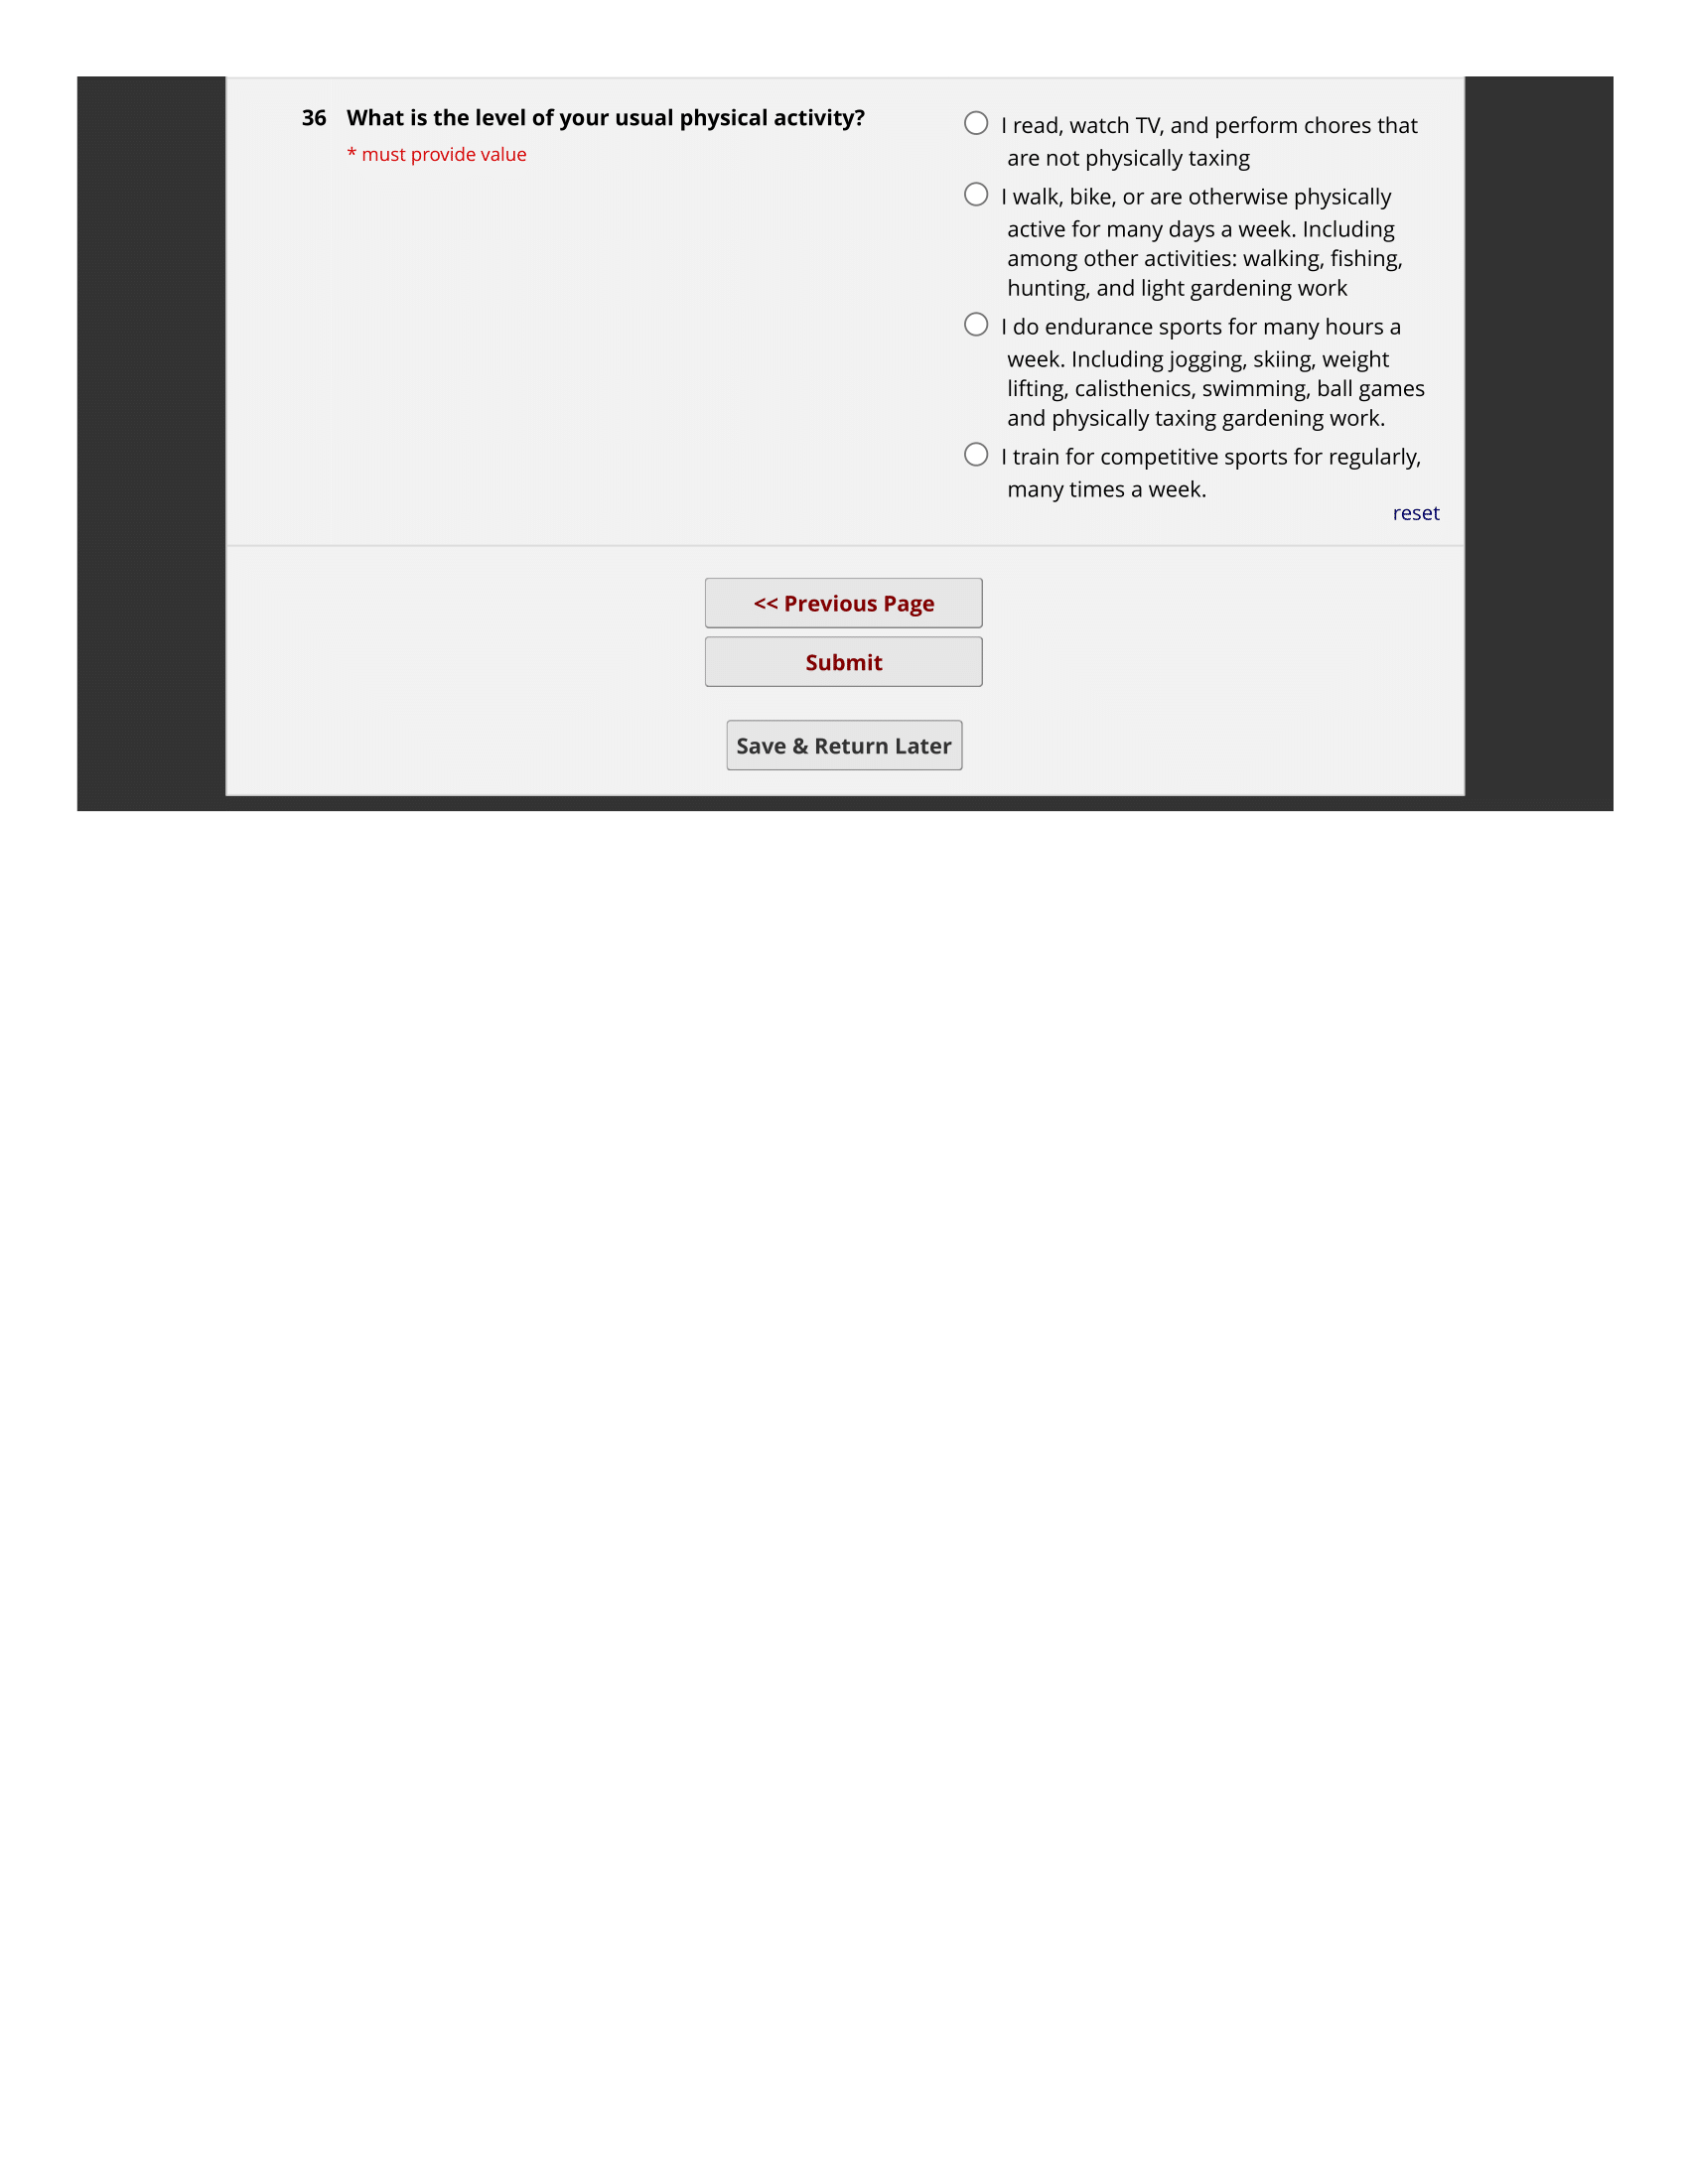 36 What is the level of your usual physical activity?
* must provide value
I read, watch TV, and perform chores that
are not physically taxing
I walk, bike, or are otherwise physically
active for many days a week. Including
among other activities: walking, fishing,
hunting, and light gardening work
I do endurance sports for many hours a
week. Including jogging, skiing, weight
lifting, calisthenics, swimming, ball games
and physically taxing gardening work.
I train for competitive sports for regularly,
many times a week.
reset
<< Previous Page
Submit
Save & Return Later